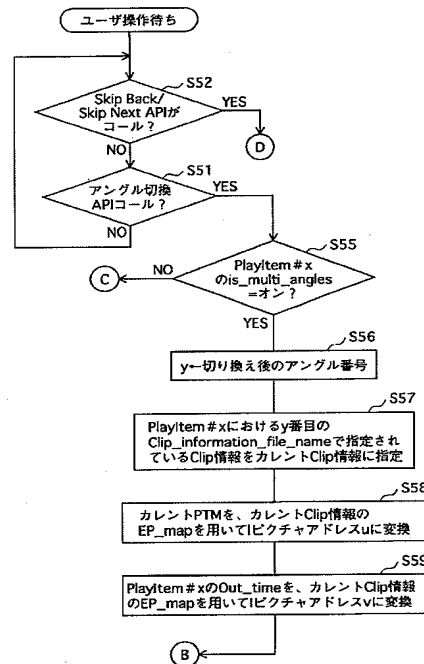 ユーザ操作待ち
S52
Skip Back/
Skip Next APIが
コール?
YES
D
NO
S51
アングル切換
APIコール?
YES
NO
S55
PlayItem#x
のis_multi_angles
=オン?
NO
C
YES
S56
y←切り換え後のアングル番号
S57
PlayItem#xにおけるy番目の
Clip_information_file_nameで指定され
ているClip情報をカレントClip情報に指定
S58
カレントPTMを、カレントClip情報の
EP_mapを用いてIピクチャアドレスuに変換
S59
PlayItem#xのOut_timeを、カレントClip情報
のEP_mapを用いてIピクチャアドレスvに変換
B